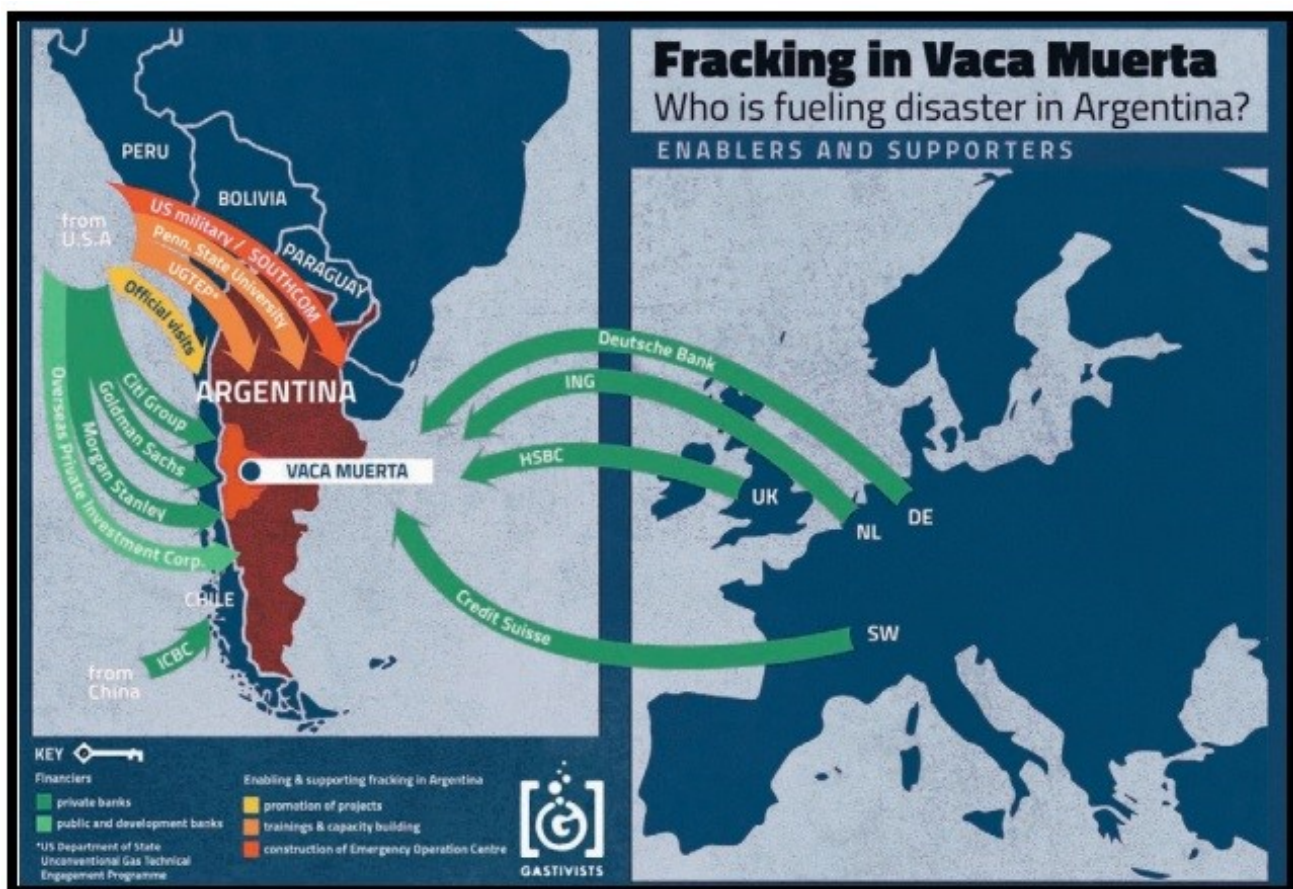 Fracking in Vaca Muerta
Who is fueling disaster in Argentina?
ENABLERS AND SUPPORTERS
PERU
BOLIVIA
PARAGUAY
from
U.S.A
US military / SOUTHCOM
Penn. State University
UGTEP*
Official visits
ARGENTINA
Citi Group
Goldman Sachs
Morgan Stanley
Overseas Private Investment Corp.
VACA MUERTA
CHILE
ICBC
from
China
Deutsche Bank
ING
HSBC
Credit Suisse
UK
NL
DE
SW
KEY
Financiers
private banks
public and development banks
*US Department of State
Unconventional Gas Technical
Engagement Programme
Enabling & supporting fracking in Argentina
promotion of projects
trainings & capacity building
construction of Emergency Operation Centre
G
GASTIVISTS